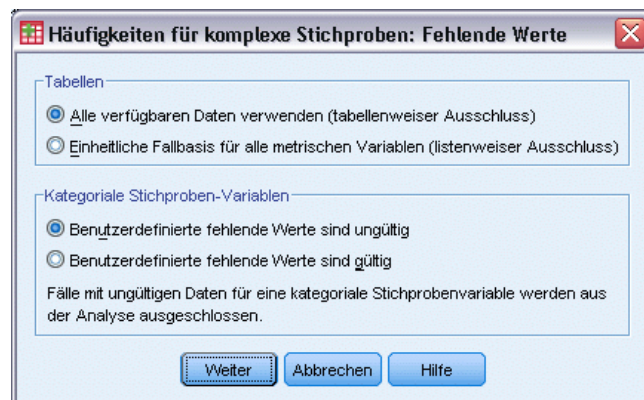 Häufigkeiten für komplexe Stichproben: Fehlende Werte
Tabellen
Alle verfügbaren Daten verwenden (tabellenweiser Ausschluss)
Einheitliche Fallbasis für alle metrischen Variablen (listenweiser Ausschluss)
Kategoriale Stichproben-Variablen
Benutzerdefinierte fehlende Werte sind ungültig
Benutzerdefinierte fehlende Werte sind gültig
Fälle mit ungültigen Daten für eine kategoriale Stichprobenvariable werden aus
der Analyse ausgeschlossen.
Weiter Abbrechen Hilfe